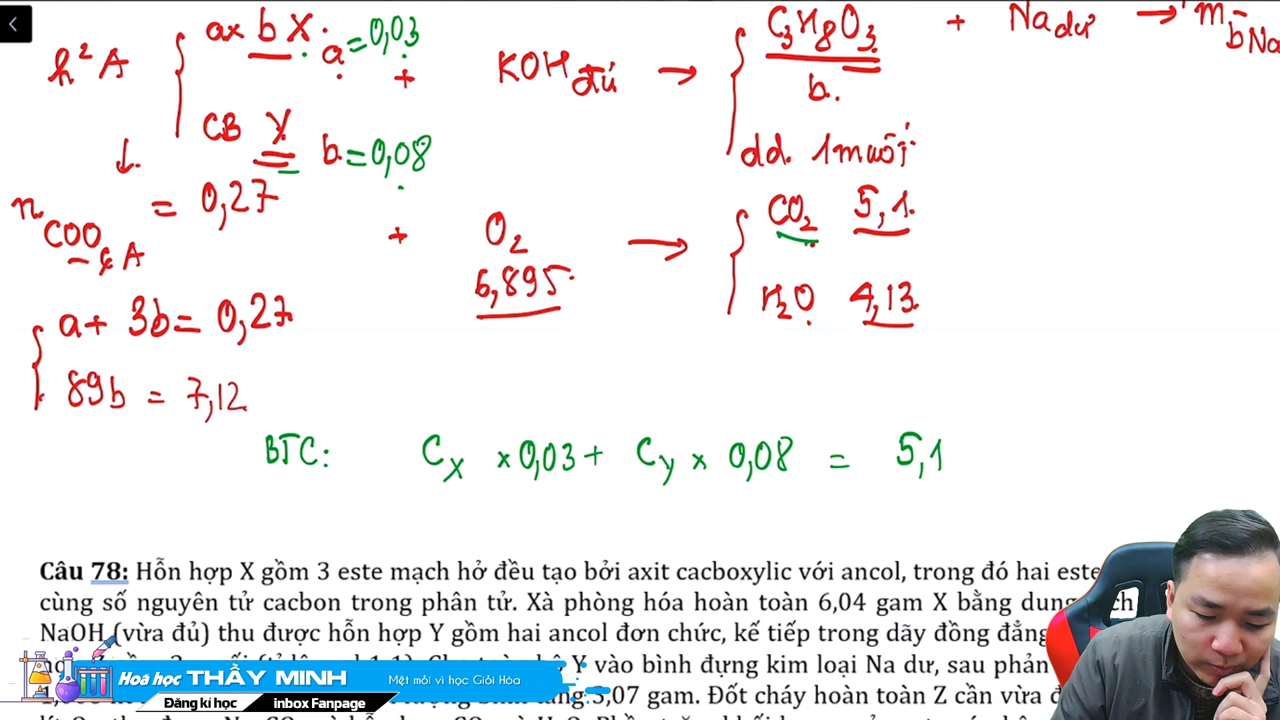 ax b X. a = 0,03
h² A + KOH đủ → C3H8O3 + Na dư → m b Na
b.
CB Y b = 0,08
dd. 1 muối
n COO ¢ A = 0,27 + O2 6,895 → CO2 5,1.
H2O 4,13
a + 3b = 0,27
89b = 7,12
BTC: CX × 0,03 + CY × 0,08 = 5,1
Câu 78: Hỗn hợp X gồm 3 este mạch hở đều tạo bởi axit cacboxylic với ancol, trong đó hai este
cùng số nguyên tử cacbon trong phân tử. Xà phòng hóa hoàn toàn 6,04 gam X bằng dung
NaOH (vừa đủ) thu được hỗn hợp Y gồm hai ancol đơn chức, kế tiếp trong dãy đồng đẳng
Y vào bình đựng kim loại Na dư, sau phản
tăng 3,07 gam. Đốt cháy hoàn toàn Z cần vừa
Hoá học THẦY MINH
Mệt mỏi vì học Giỏi Hóa
Đăng kí học inbox Fanpage